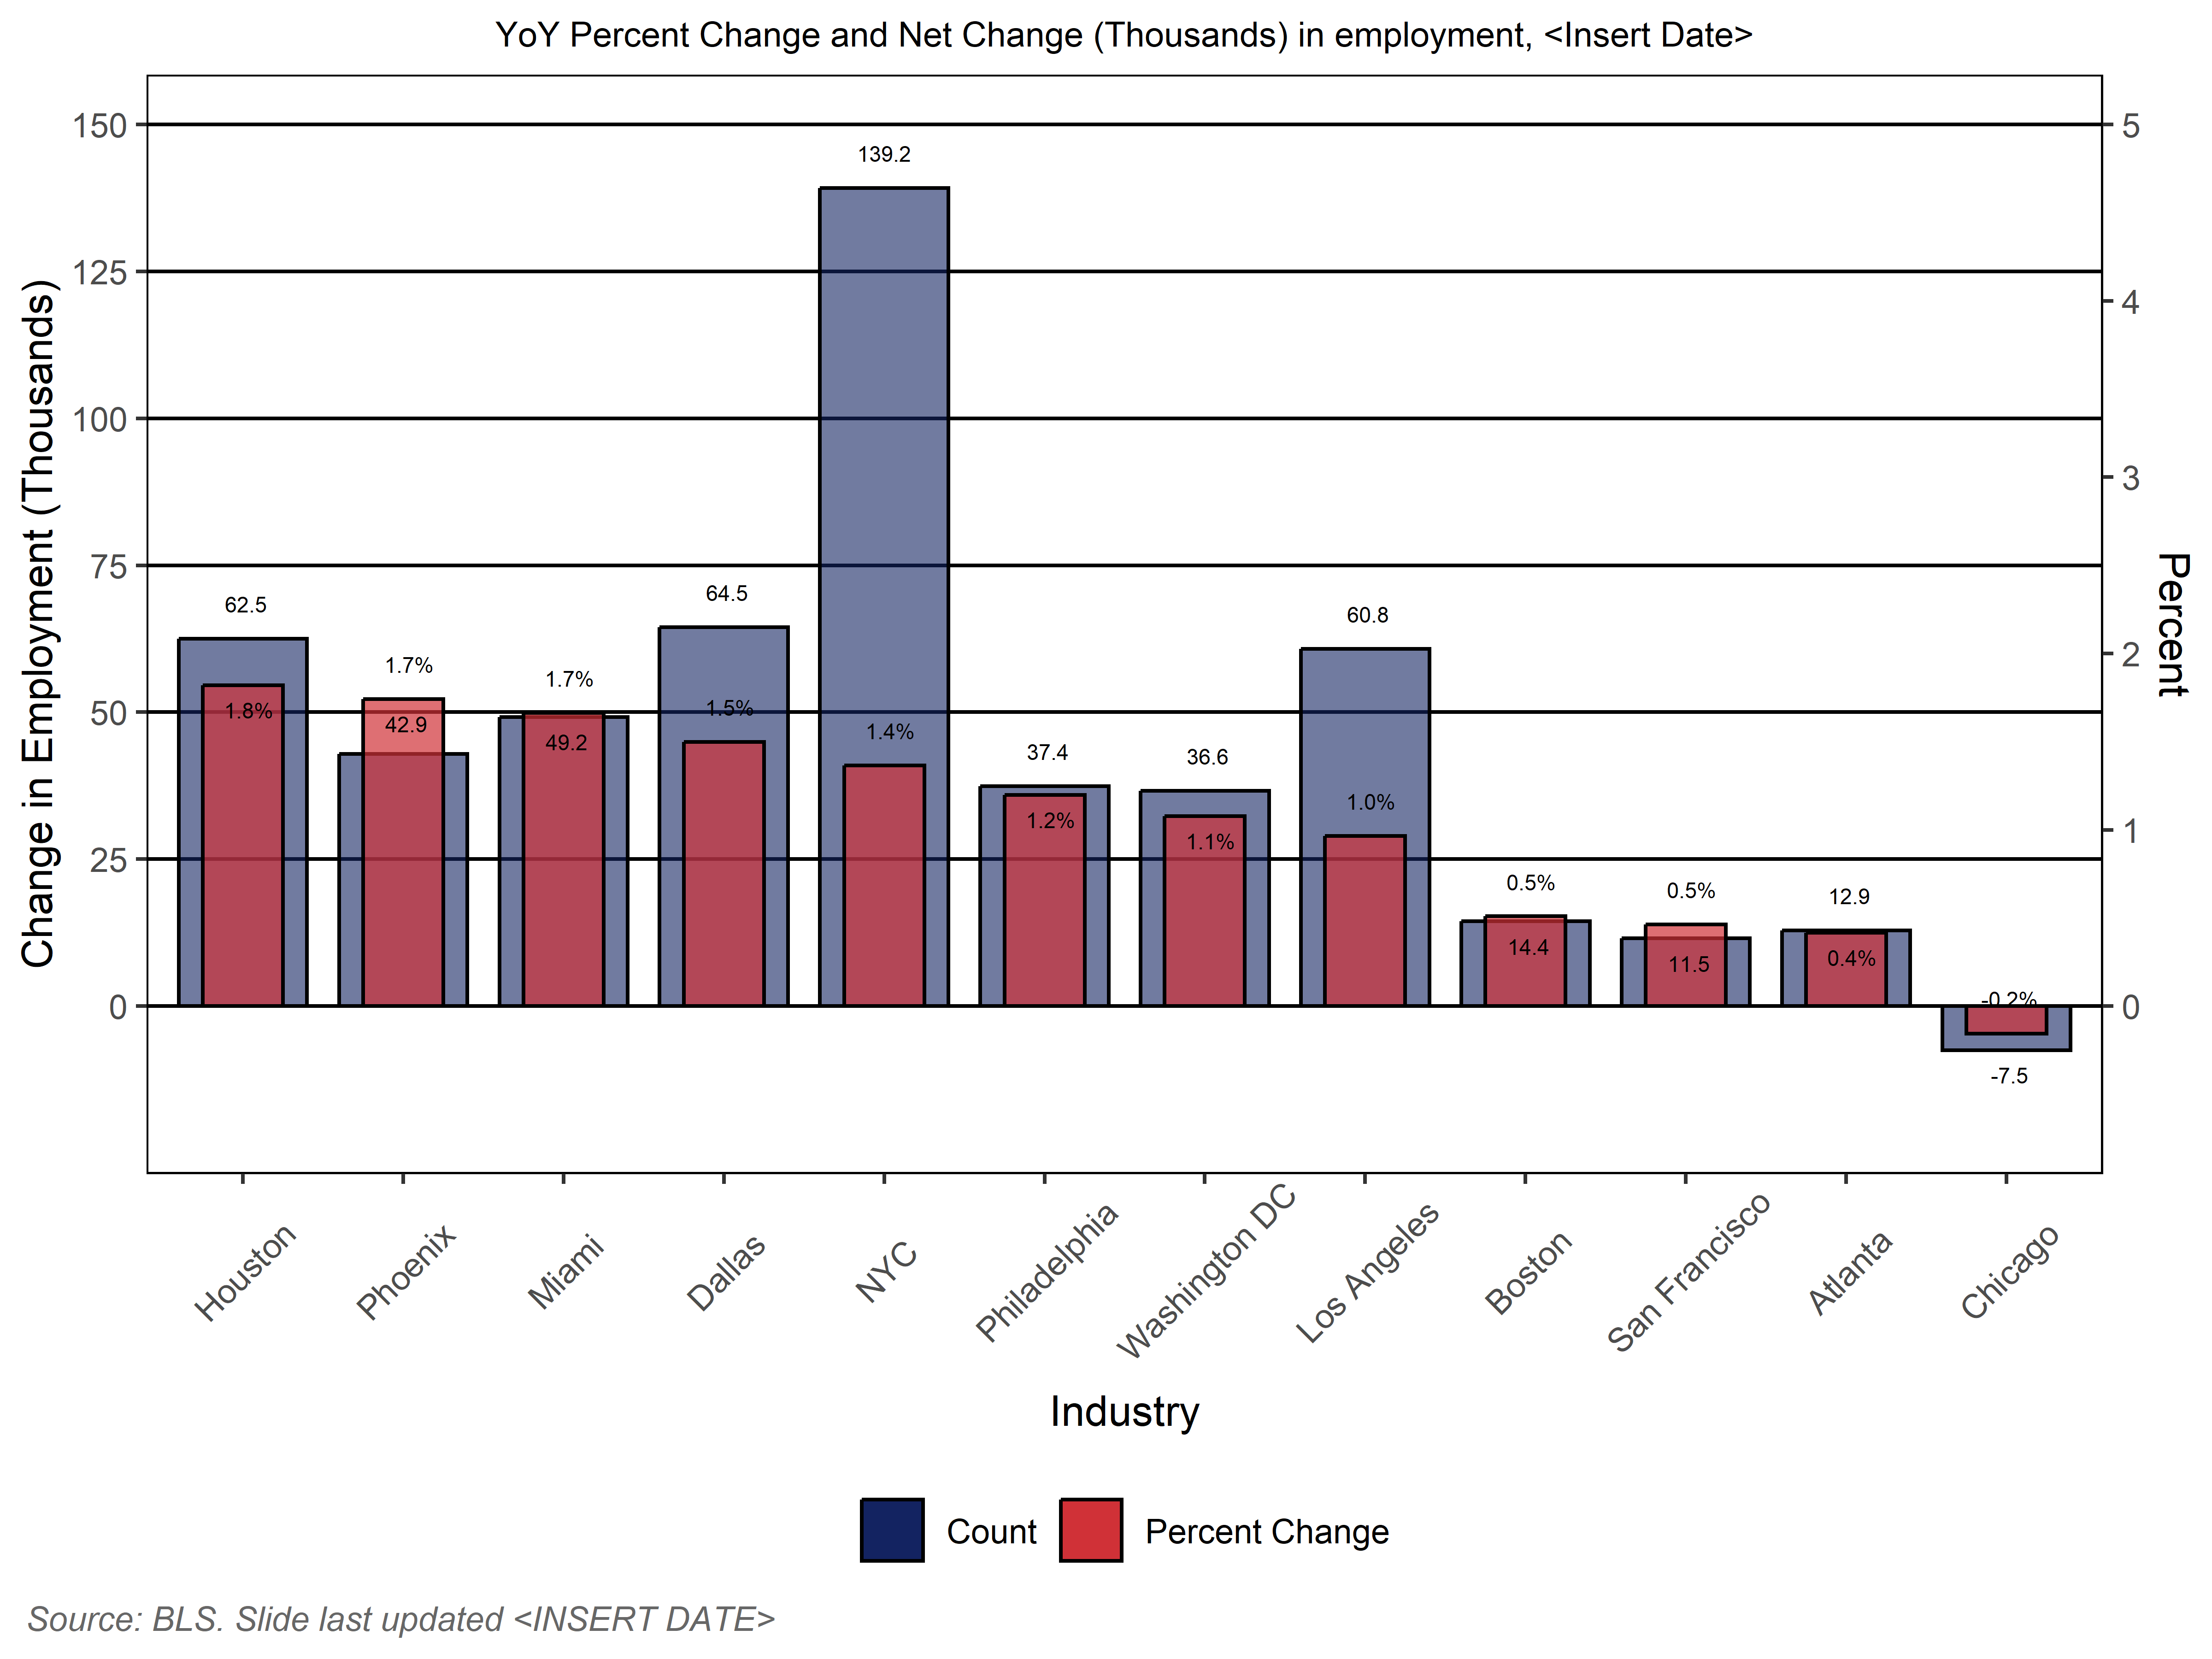 YoY Percent Change and Net Change (Thousands) in employment, <Insert Date>
Change in Employment (Thousands)
150
125
100
75
50
25
0
5
4
3
2
1
0
Percent
62.5
1.8%
1.7%
42.9
1.7%
49.2
64.5
1.5%
139.2
1.4%
37.4
1.2%
36.6
1.1%
60.8
1.0%
0.5%
14.4
0.5%
11.5
12.9
0.4%
-0.2%
-7.5
Houston
Phoenix
Miami
Dallas
NYC
Philadelphia
Washington DC
Los Angeles
Boston
San Francisco
Atlanta
Chicago
Industry
Count
Percent Change
Source: BLS. Slide last updated <INSERT DATE>